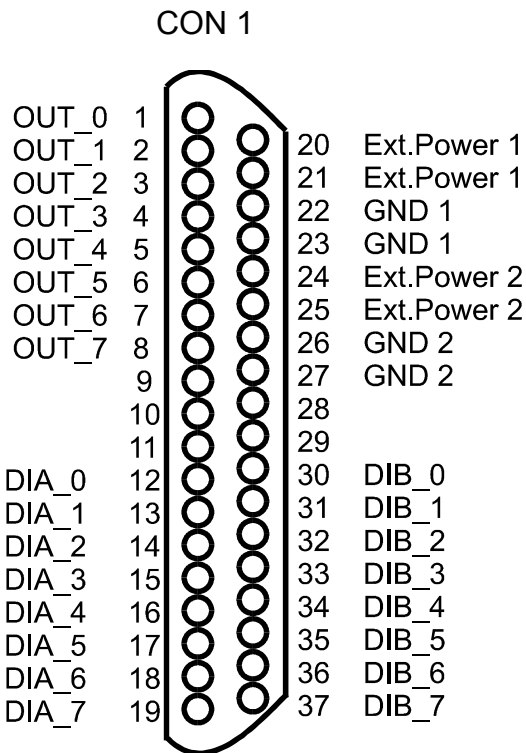 CON 1
OUT_0 1
OUT_1 2
OUT_2 3
OUT_3 4
OUT_4 5
OUT_5 6
OUT_6 7
OUT_7 8
9
10
11
DIA_0 12
DIA_1 13
DIA_2 14
DIA_3 15
DIA_4 16
DIA_5 17
DIA_6 18
DIA_7 19
20 Ext.Power 1
21 Ext.Power 1
22 GND 1
23 GND 1
24 Ext.Power 2
25 Ext.Power 2
26 GND 2
27 GND 2
28
29
30 DIB_0
31 DIB_1
32 DIB_2
33 DIB_3
34 DIB_4
35 DIB_5
36 DIB_6
37 DIB_7